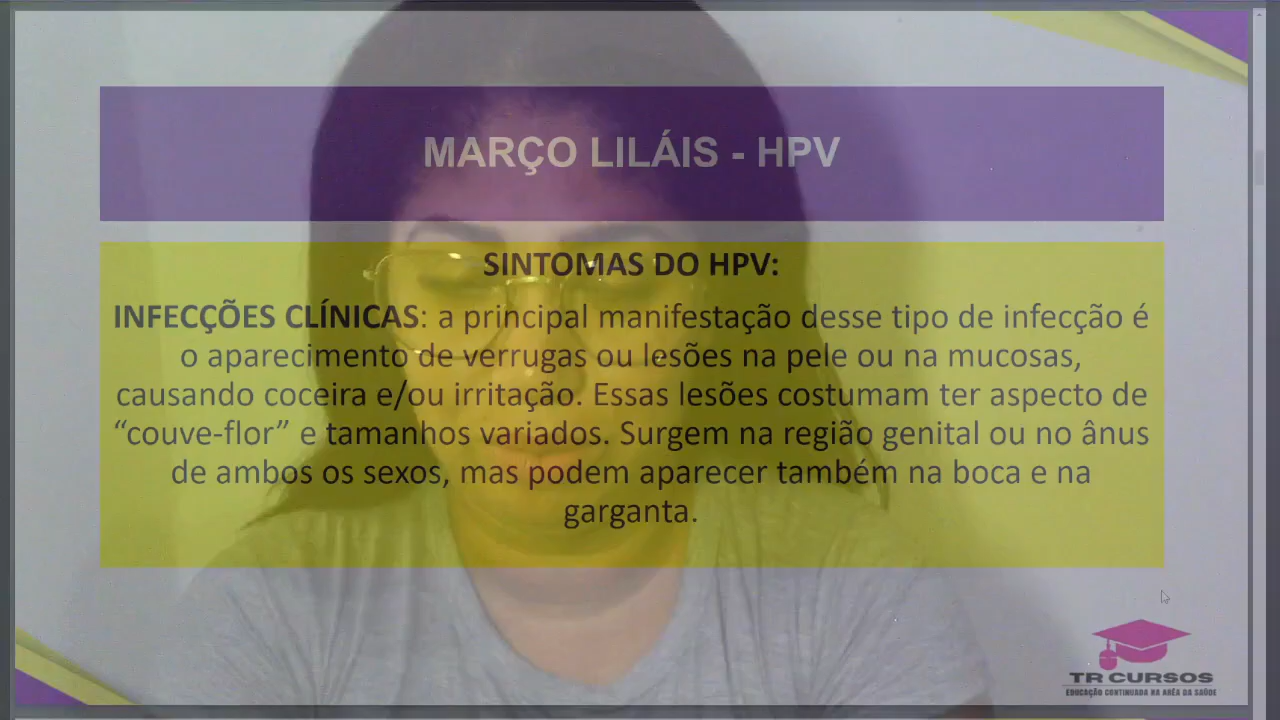 MARÇO LILÁIS - HPV
SINTOMAS DO HPV:
INFECÇÕES CLÍNICAS: a principal manifestação desse tipo de infecção é
o aparecimento de verrugas ou lesões na pele ou na mucosas,
causando coceira e/ou irritação. Essas lesões costumam ter aspecto de
“couve-flor” e tamanhos variados. Surgem na região genital ou no ânus
de ambos os sexos, mas podem aparecer também na boca e na
garganta.
TR CURSOS
EDUCAÇÃO CONTINUADA NA ARÉA DA SAÚDE